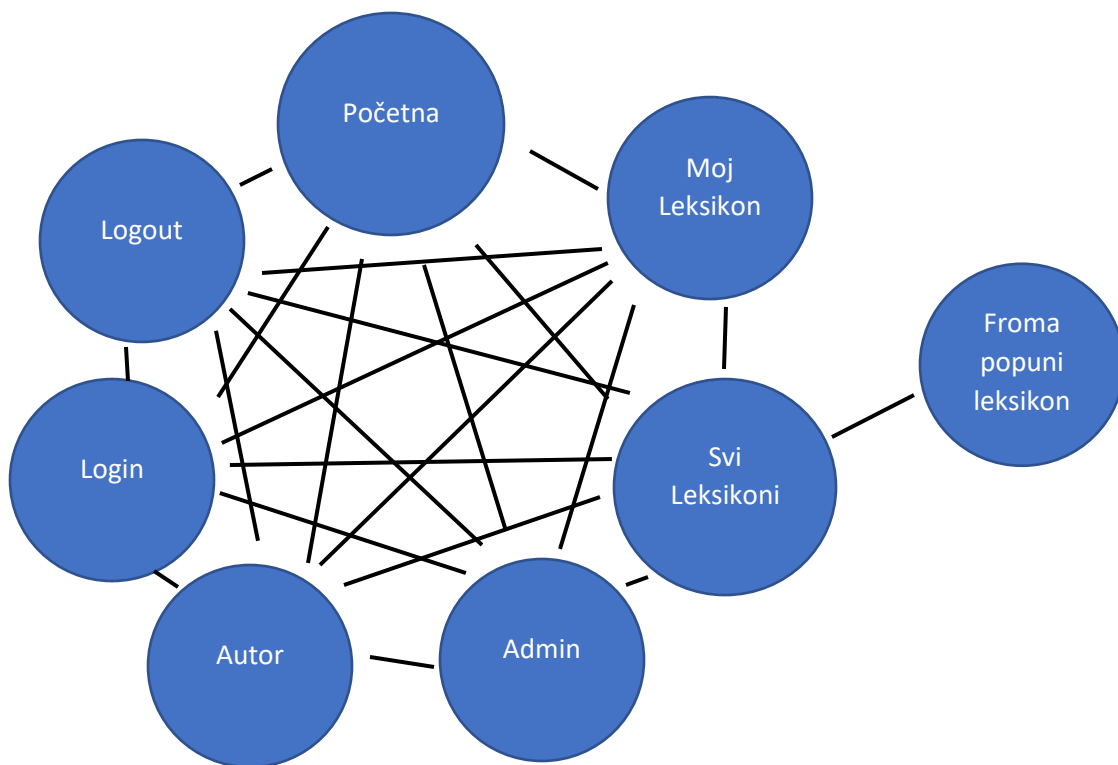 Početna
Moj
Leksikon
Logout
Froma
popuni
leksikon
Login
Svi
Leksikoni
Autor
Admin